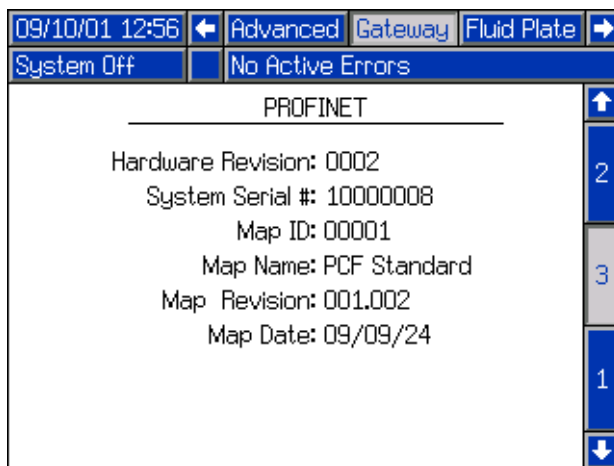 09/10/01 12:56 Advanced Gateway Fluid Plate
System Off No Active Errors
PROFINET
Hardware Revision: 0002
System Serial #: 10000008
Map ID: 00001
Map Name: PCF Standard
Map Revision: 001.002
Map Date: 09/09/24
2
3
1